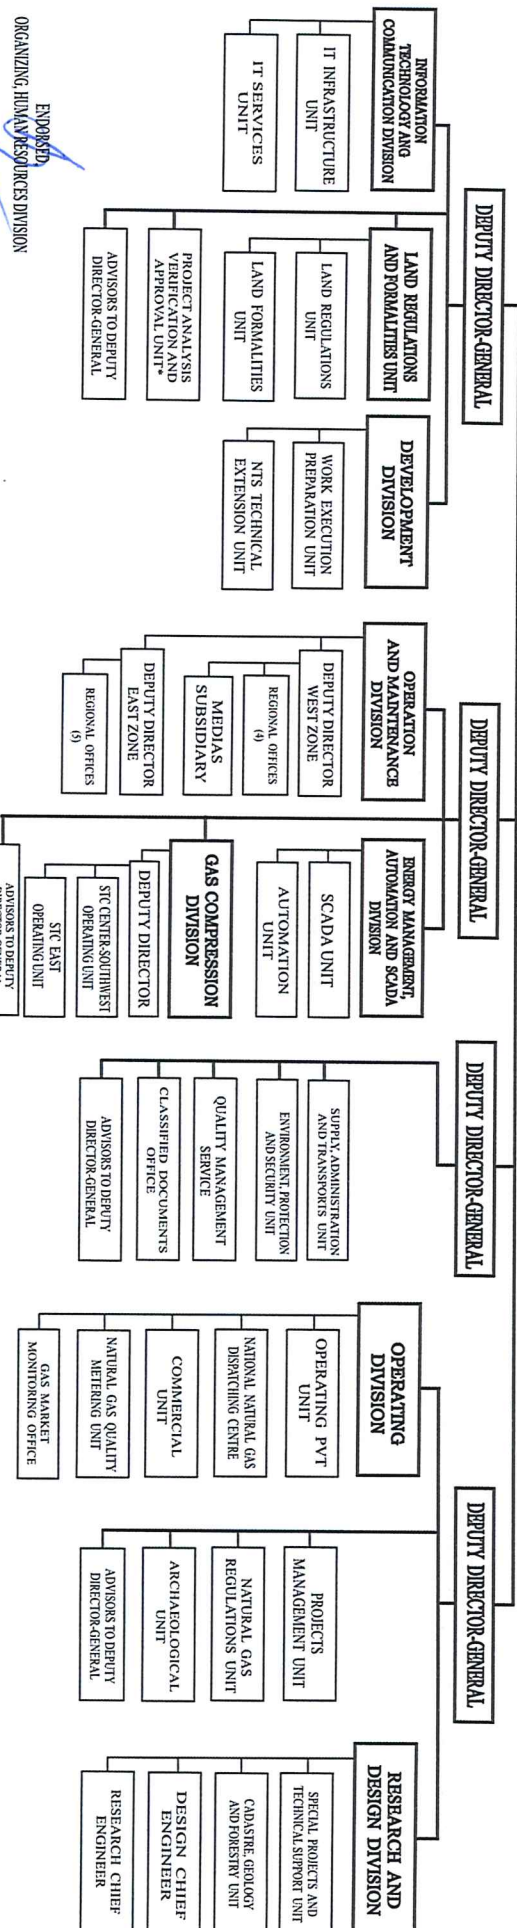 DEPUTY DIRECTOR-GENERAL
INFORMATION
TECHNOLOGY ANG
COMMUNICATION DIVISION
IT INFRASTRUCTURE
UNIT
IT SERVICES
UNIT
LAND REGULATIONS
AND FORMALITIES UNIT
LAND REGULATIONS
UNIT
LAND FORMALITIES
UNIT
PROJECT ANALYSIS
VERIFICATION AND
APPROVAL UNIT*
ADVISORS TO DEPUTY
DIRECTOR-GENERAL
DEVELOPMENT
DIVISION
WORK EXECUTION
PREPARATION UNIT
NTS TECHNICAL
EXTENSION UNIT
DEPUTY DIRECTOR-GENERAL
OPERATION
AND MAINTENANCE
DIVISION
DEPUTY DIRECTOR
WEST ZONE
REGIONAL OFFICES
(4)
MEDIAS
SUBSIDIARY
DEPUTY DIRECTOR
EAST ZONE
REGIONAL OFFICES
(5)
ENERGY MANAGEMENT,
AUTOMATION AND SCADA
DIVISION
SCADA UNIT
AUTOMATION
UNIT
GAS COMPRESSION
DIVISION
DEPUTY DIRECTOR
STC CENTER-SOUTHWEST
OPERATING UNIT
STC EAST
OPERATING UNIT
ADVISORS TO DEPUTY
DEPUTY DIRECTOR-GENERAL
SUPPLY, ADMINISTRATION
AND TRANSPORTS UNIT
ENVIRONMENT, PROTECTION
AND SECURITY UNIT
QUALITY MANAGEMENT
SERVICE
CLASSIFIED DOCUMENTS
OFFICE
ADVISORS TO DEPUTY
DIRECTOR-GENERAL
DEPUTY DIRECTOR-GENERAL
OPERATING
DIVISION
OPERATING PVT
UNIT
NATIONAL NATURAL GAS
DISPATCHING CENTRE
COMMERCIAL
UNIT
NATURAL GAS QUALITY
METERING UNIT
GAS MARKET
MONITORING OFFICE
PROJECTS
MANAGEMENT UNIT
NATURAL GAS
REGULATIONS UNIT
ARCHAEOLOGICAL
UNIT
ADVISORS TO DEPUTY
DIRECTOR-GENERAL
RESEARCH AND
DESIGN DIVISION
SPECIAL PROJECTS AND
TECHNICAL SUPPORT UNIT
CADASTRE, GEOLOGY
AND FORESTRY UNIT
DESIGN CHIEF
ENGINEER
RESEARCH CHIEF
ENGINEER
ENDORSED,
ORGANIZING, HUMAN RESOURCES DIVISION